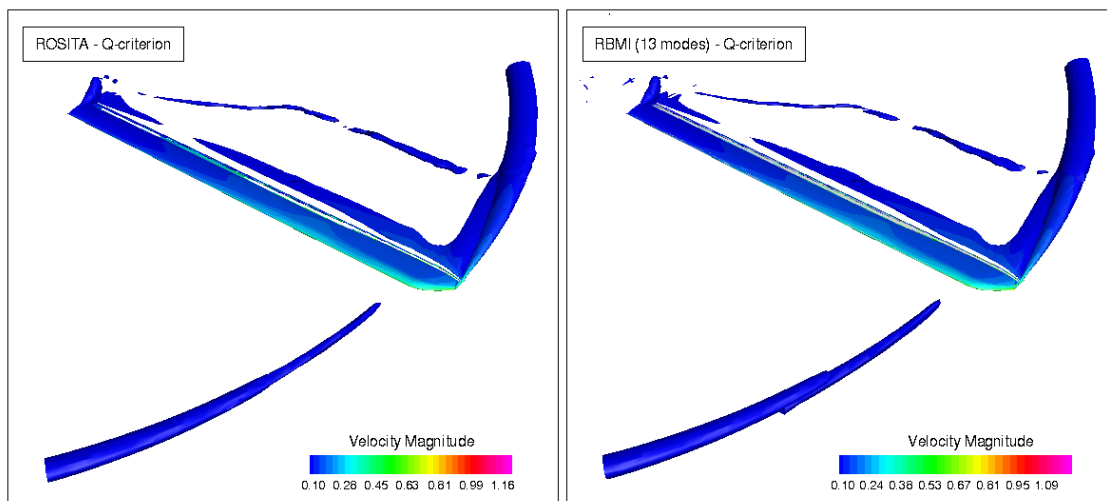 ROSITA - Q-criterion
Velocity Magnitude
0.10 0.26 0.45 0.63 0.81 0.99 1.16
RBMI (13 modes) - Q-criterion
Velocity Magnitude
0.10 0.24 0.38 0.53 0.67 0.81 0.95 1.09